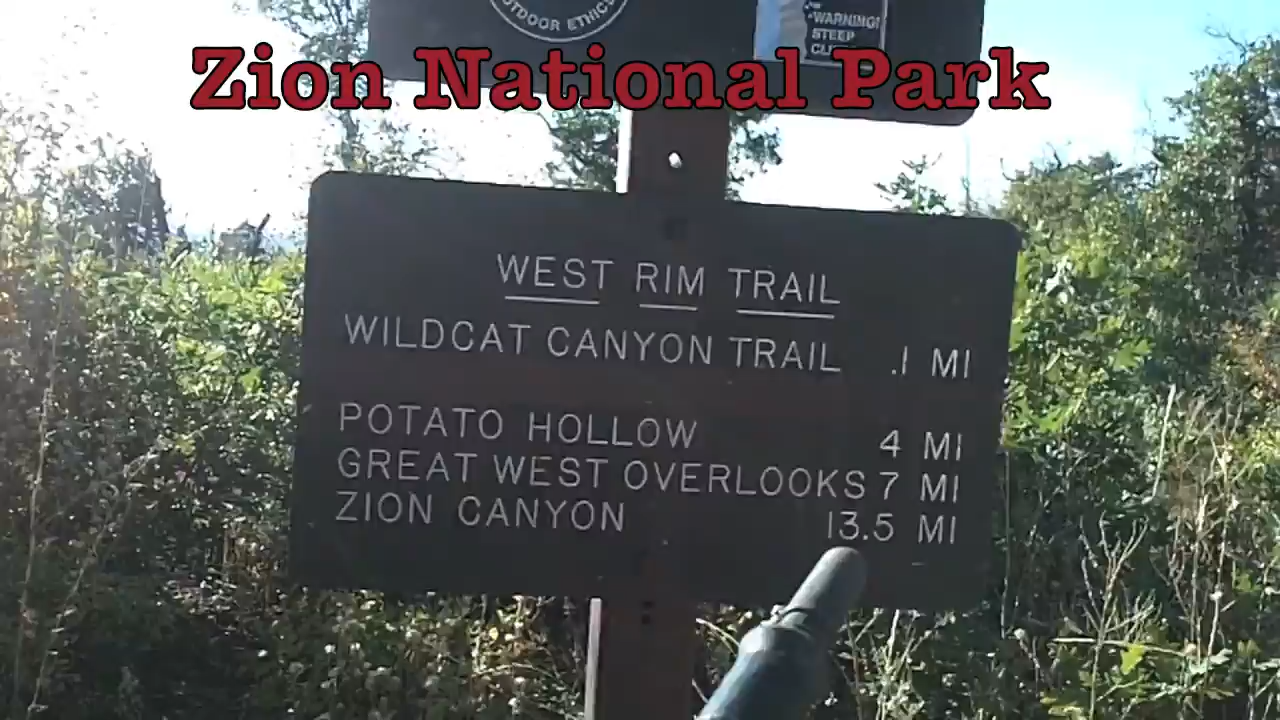 OUTDOOR ETHICS
WARNING!
STEEP
Zion National Park
WEST RIM TRAIL
WILDCAT CANYON TRAIL .1 MI
POTATO HOLLOW 4 MI
GREAT WEST OVERLOOKS 7 MI
ZION CANYON 13.5 MI